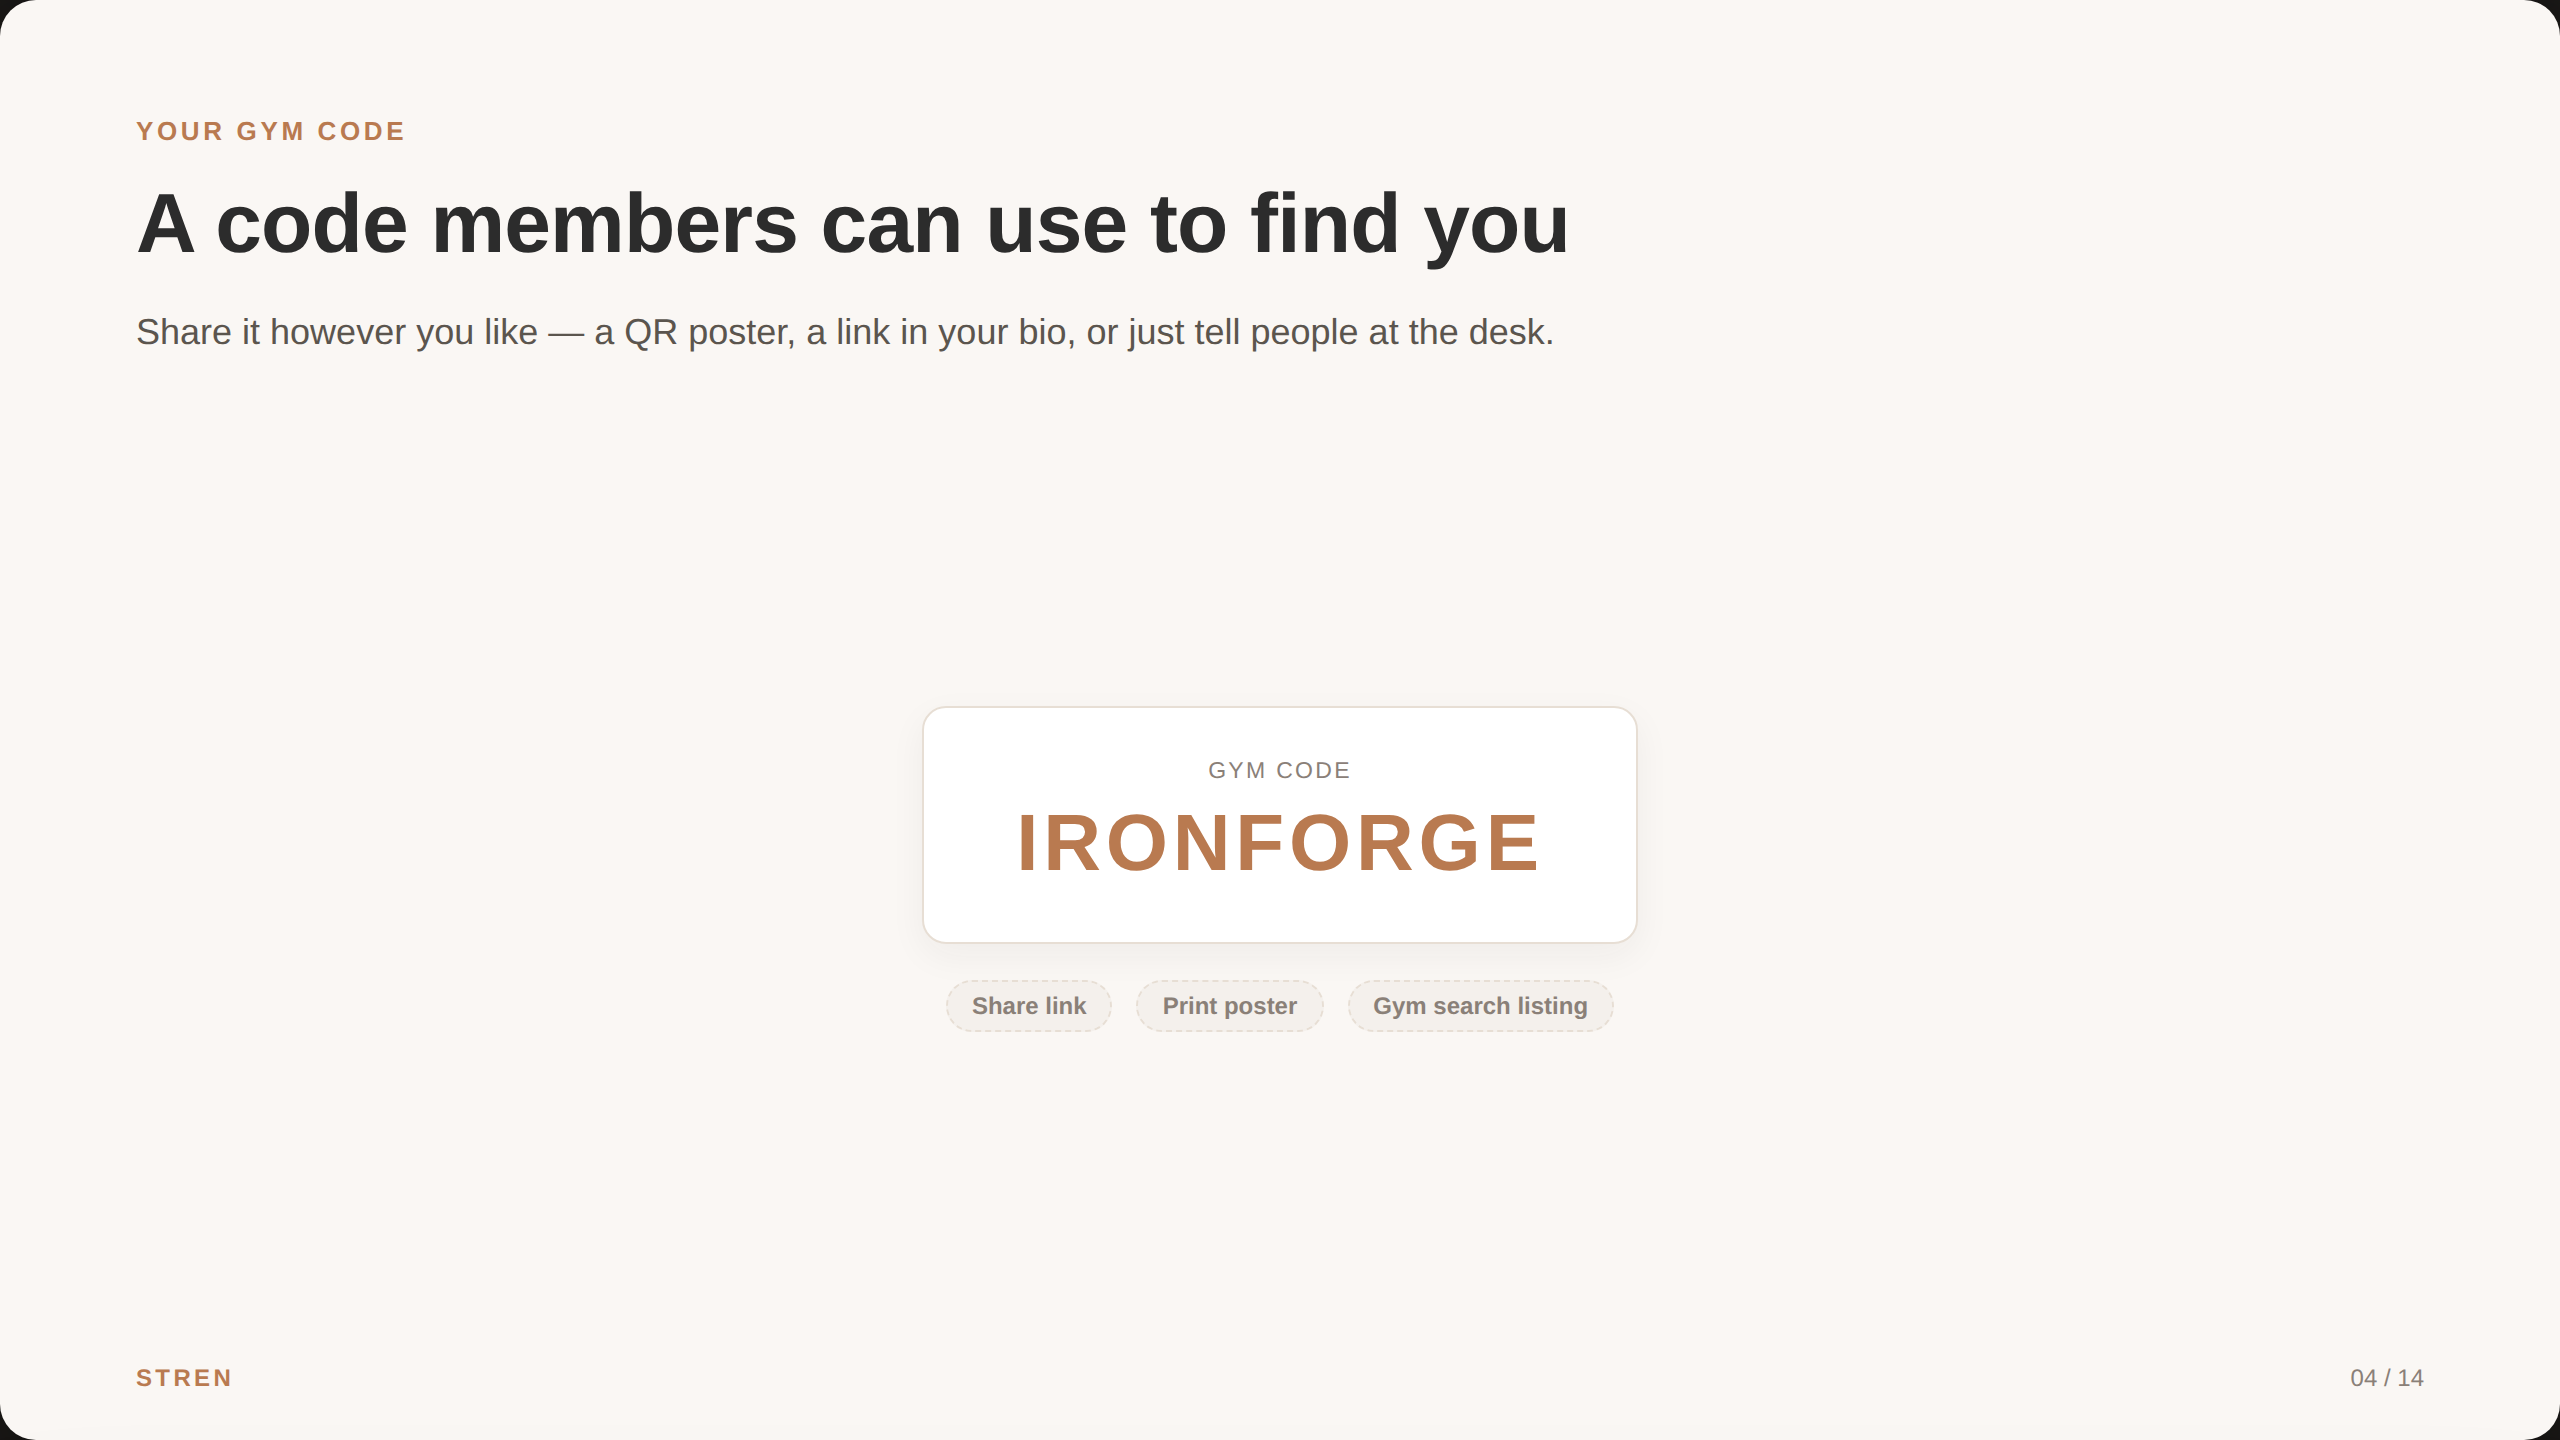 YOUR GYM CODE
A code members can use to find you
Share it however you like — a QR poster, a link in your bio, or just tell people at the desk.
GYM CODE
IRONFORGE
Share link
Print poster
Gym search listing
STREN
04 / 14